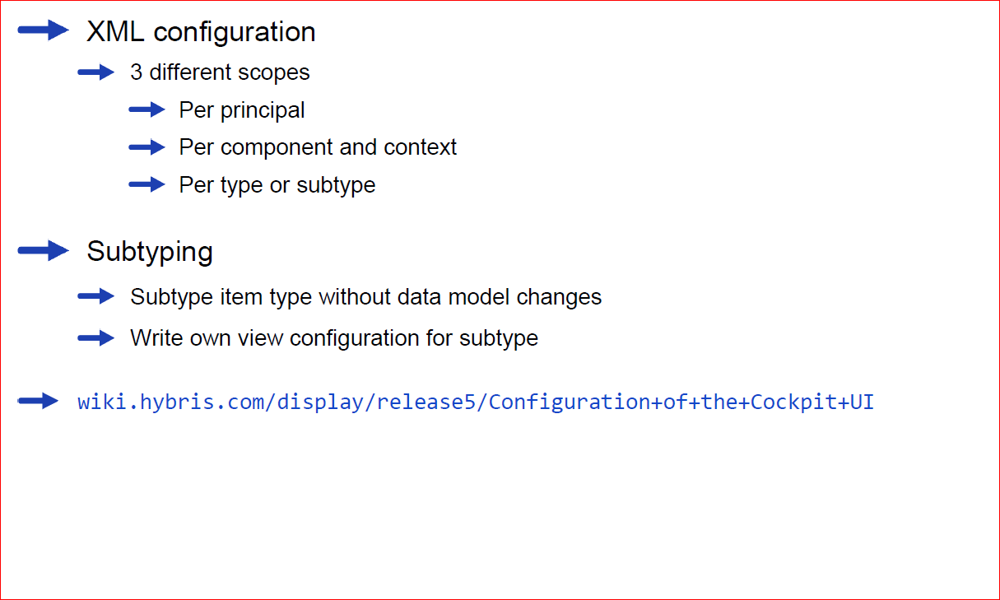 XML configuration
3 different scopes
Per principal
Per component and context
Per type or subtype
Subtyping
Subtype item type without data model changes
Write own view configuration for subtype
wiki.hybris.com/display/release5/Configuration+of+the+Cockpit+UI